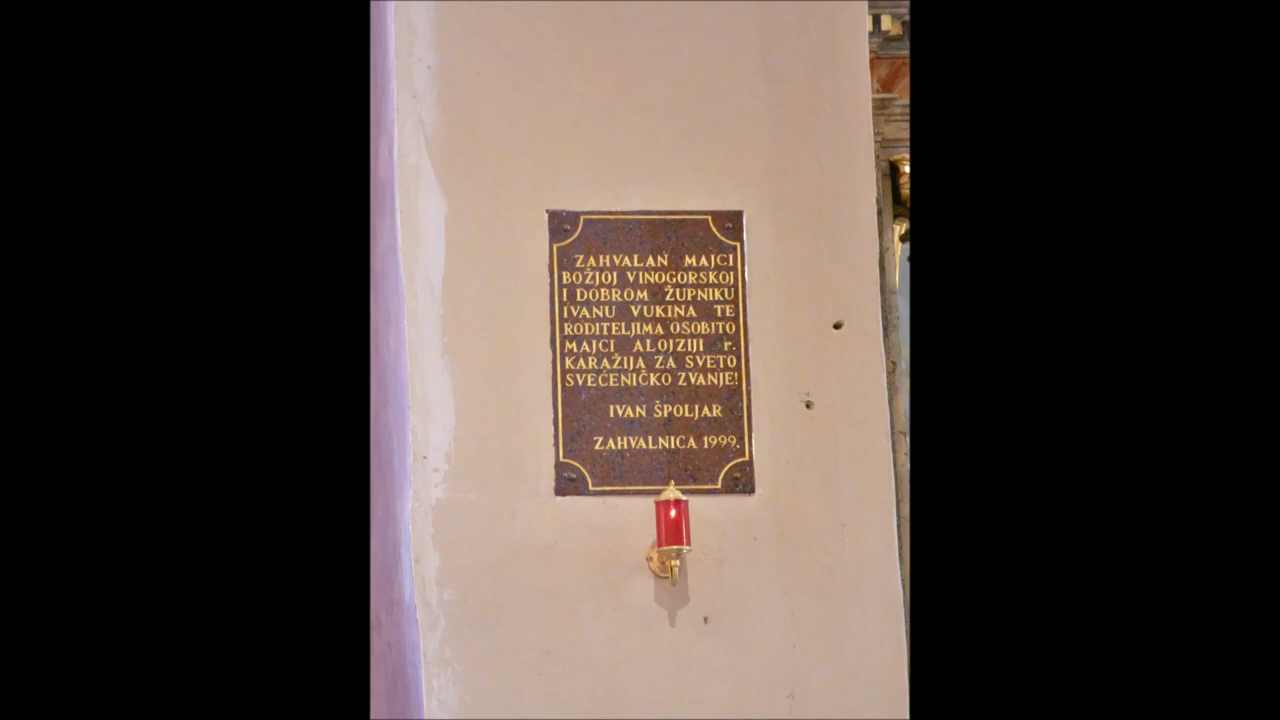 ZAHVALAN MAJCI
BOŽJOJ VINOGORSKOJ
I DOBROM ŽUPNIKU
IVANU VUKINA TE
RODITELJIMA OSOBITO
MAJCI ALOJZIJI r.
KARAŽIJA ZA SVETO
SVEĆENIČKO ZVANJE!
IVAN ŠPOLJAR
ZAHVALNICA 1999.